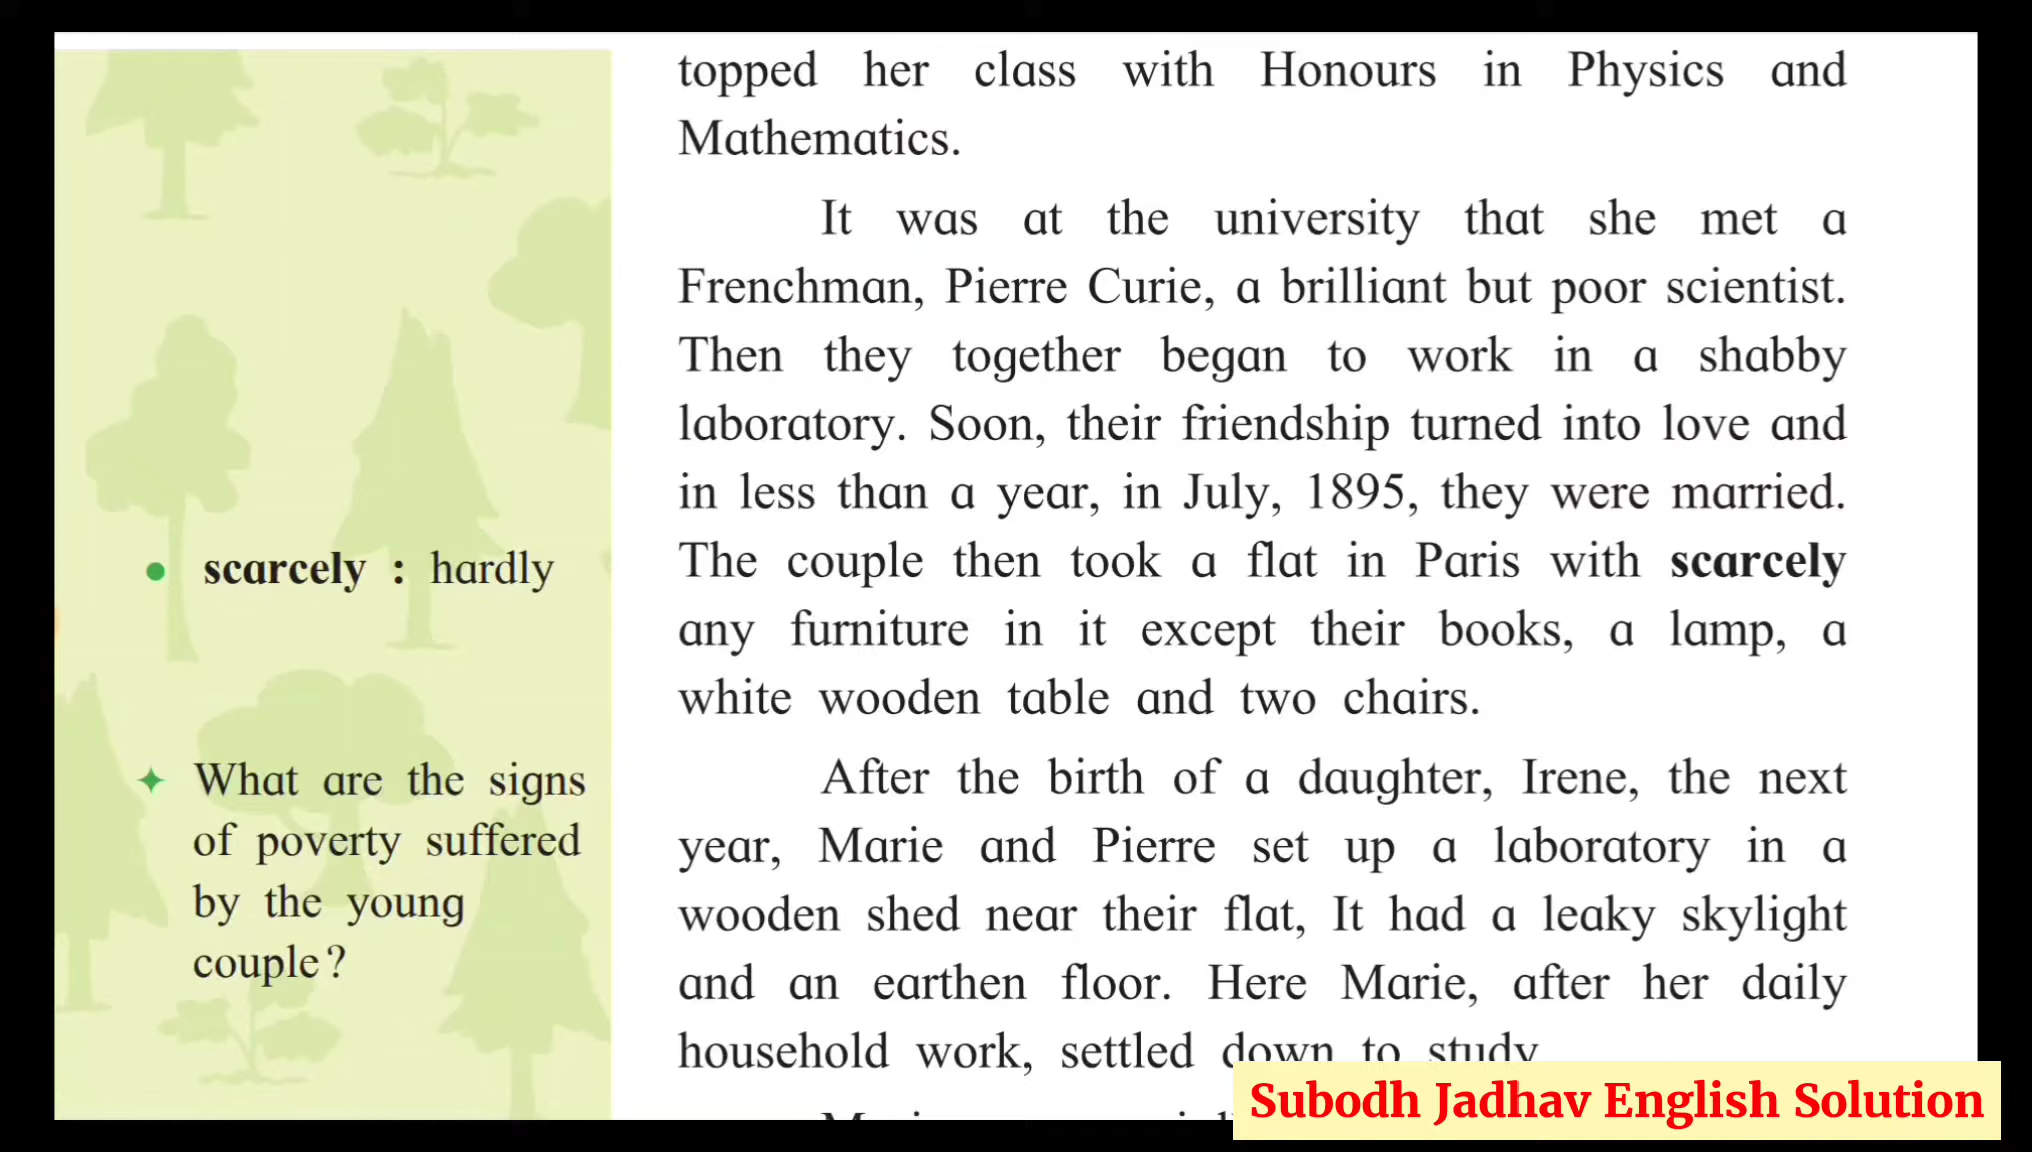 topped her class with Honours in Physics and
Mathematics.
It was at the university that she met a
Frenchman, Pierre Curie, a brilliant but poor scientist.
Then they together began to work in a shabby
laboratory. Soon, their friendship turned into love and
in less than a year, in July, 1895, they were married.
The couple then took a flat in Paris with scarcely
any furniture in it except their books, a lamp, a
white wooden table and two chairs.
After the birth of a daughter, Irene, the next
year, Marie and Pierre set up a laboratory in a
wooden shed near their flat, It had a leaky skylight
and an earthen floor. Here Marie, after her daily
household work, settled down to study
• scarcely : hardly
✦ What are the signs
of poverty suffered
by the young
couple?
Subodh Jadhav English Solution